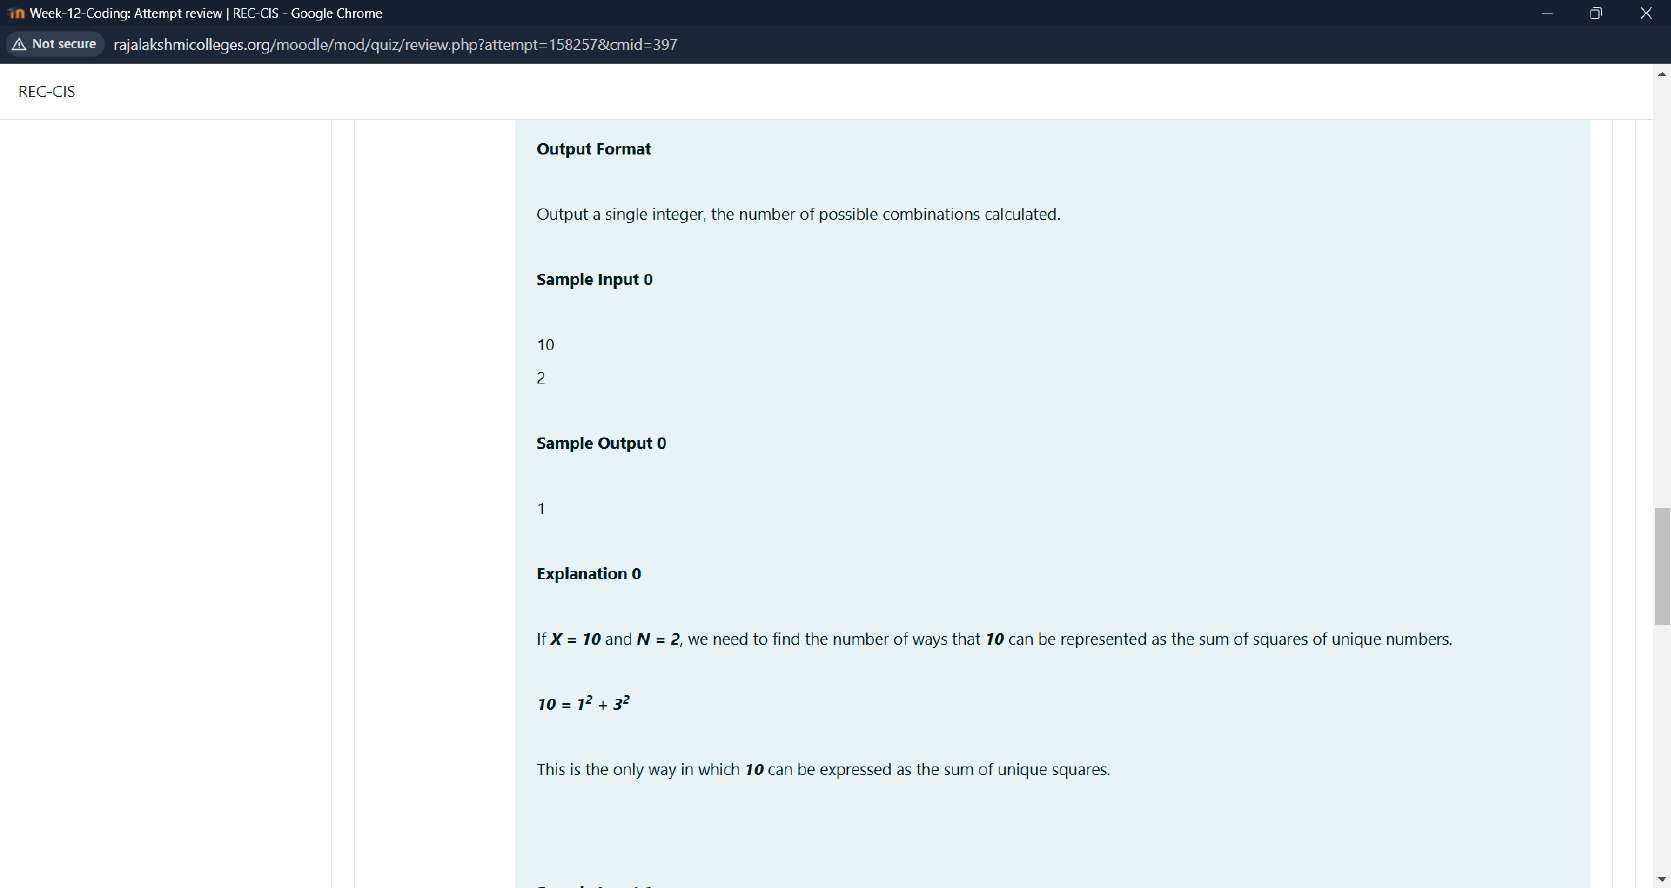 Week-12-Coding: Attempt review | REC-CIS - Google Chrome
Not secure rajalakshmicolleges.org/moodle/mod/quiz/review.php?attempt=158257&cmid=397
REC-CIS
Output Format
Output a single integer, the number of possible combinations calculated.
Sample Input 0
10
2
Sample Output 0
1
Explanation 0
If X = 10 and N = 2, we need to find the number of ways that 10 can be represented as the sum of squares of unique numbers.
10 = 1² + 3²
This is the only way in which 10 can be expressed as the sum of unique squares.